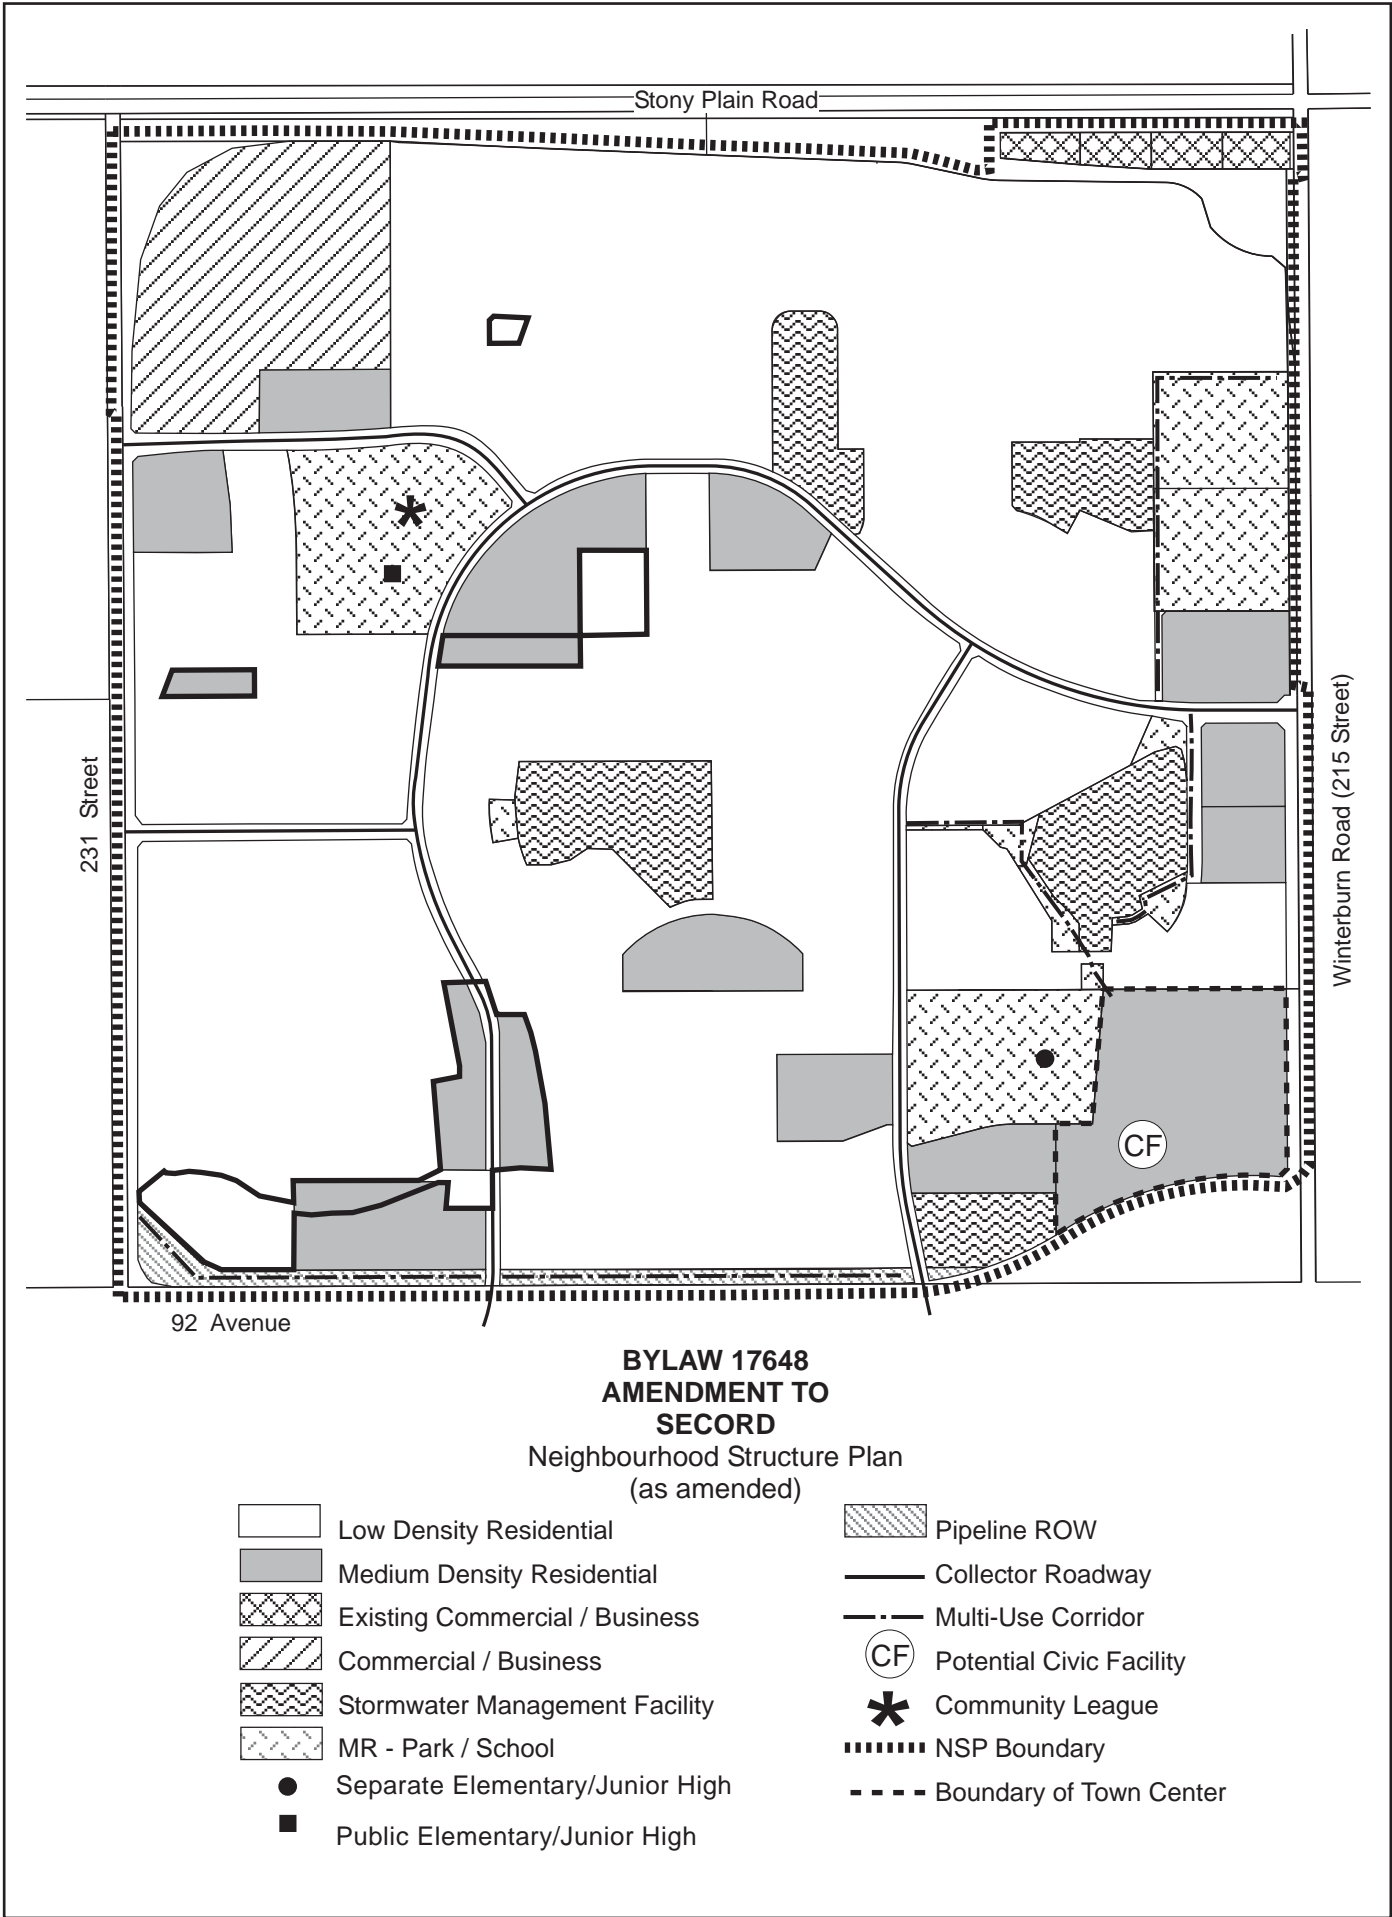 Stony Plain Road
231 Street
Winterburn Road (215 Street)
CF
92 Avenue
BYLAW 17648
AMENDMENT TO
SECORD
Neighbourhood Structure Plan
(as amended)
Low Density Residential
Medium Density Residential
Existing Commercial / Business
Commercial / Business
Stormwater Management Facility
MR - Park / School
Separate Elementary/Junior High
Public Elementary/Junior High
Pipeline ROW
Collector Roadway
Multi-Use Corridor
CF Potential Civic Facility
Community League
NSP Boundary
Boundary of Town Center